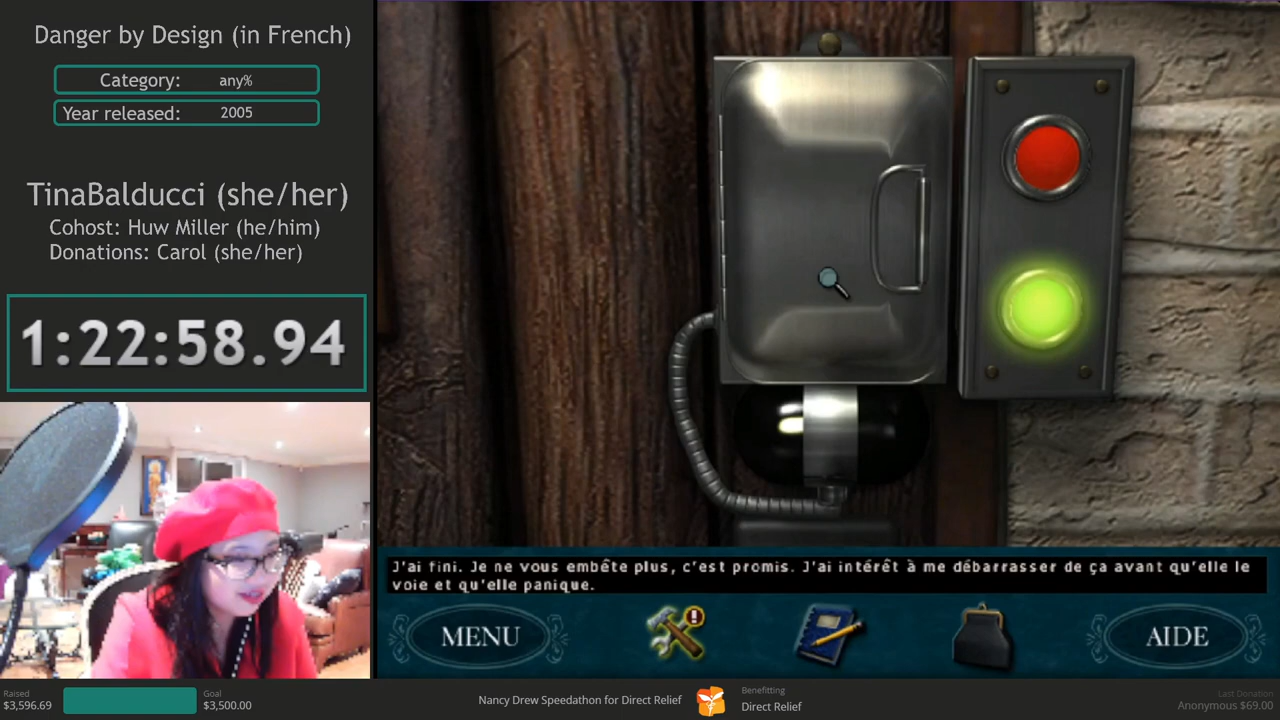 Danger by Design (in French)
Category: any%
Year released: 2005
TinaBalducci (she/her)
Cohost: Huw Miller (he/him)
Donations: Carol (she/her)
1:22:58.94
J'ai fini. Je ne vous embête plus, c'est promis. J'ai intérêt à me débarrasser de ça avant qu'elle le
voie et qu'elle panique.
MENU
AIDE
Raised
$3,596.69
Goal
$3,500.00
Nancy Drew Speedathon for Direct Relief
Benefitting
Direct Relief
Last Donation
Anonymous $69.00